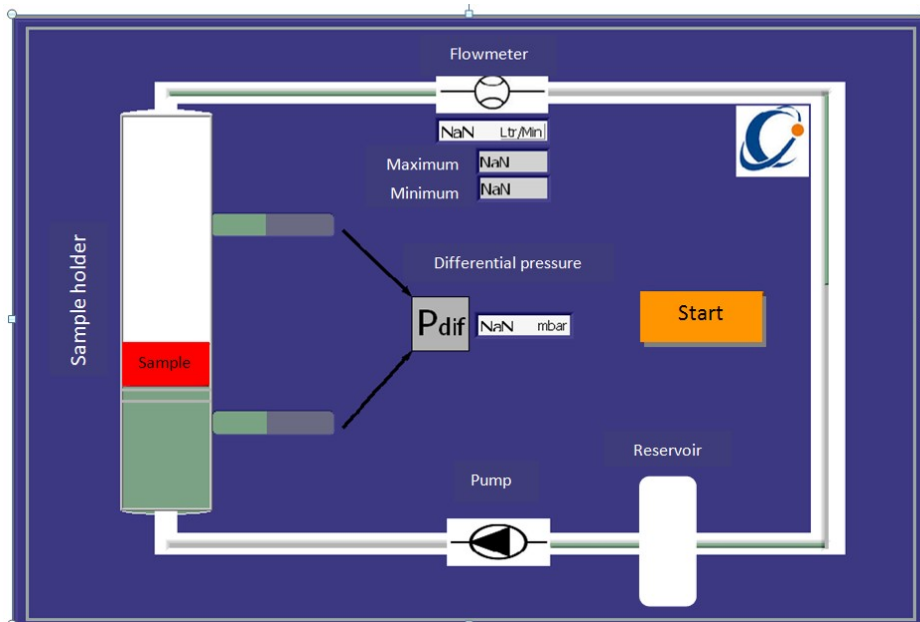 Flowmeter
NaN Ltr/Min
Maximum NaN
Minimum NaN
Sample holder
Differential pressure
Pdif NaN mbar
Start
Sample
Reservoir
Pump